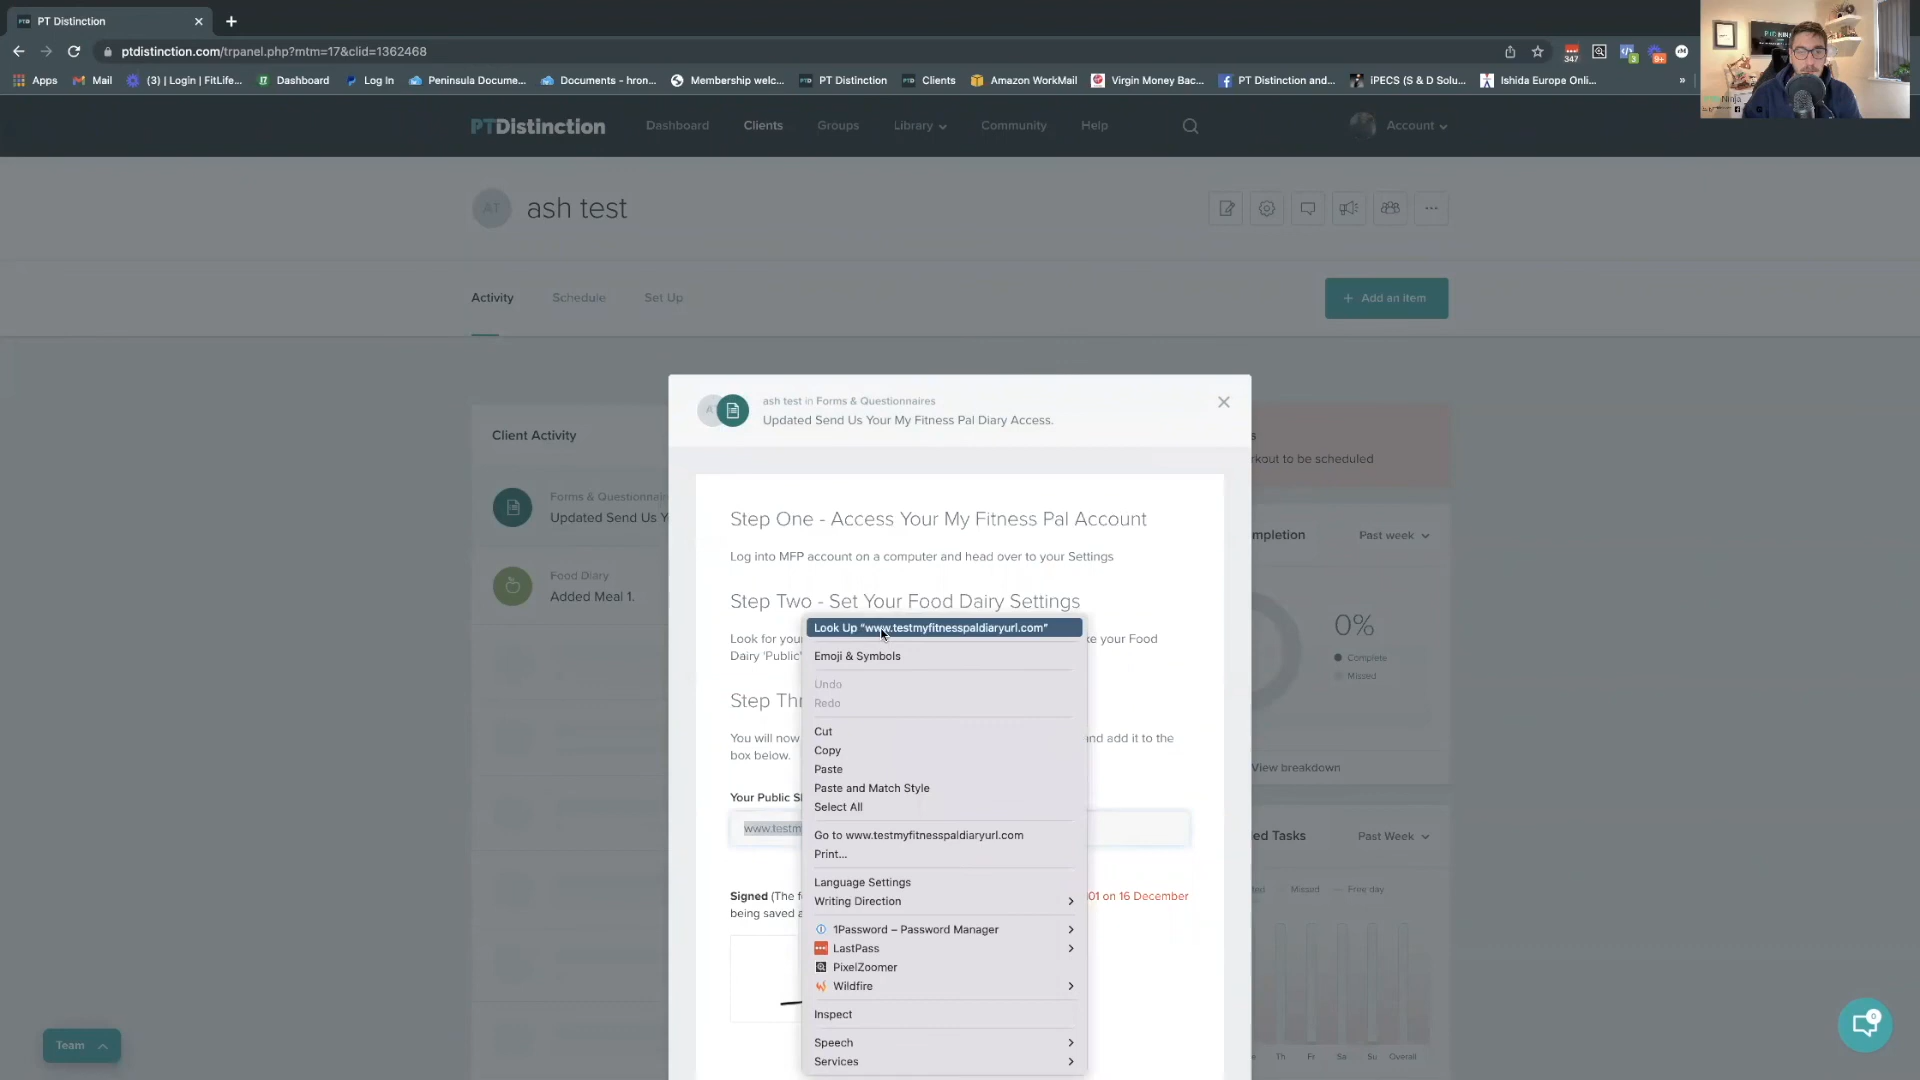 PT Distinction
ptdistinction.com/trpanel.php?mtm=17&clid=1362468
347
3
9+
Apps
Mail
(3) | Login | FitLife...
Dashboard
Log In
Peninsula Docume...
Documents - hron...
Membership welc...
PT Distinction
Clients
Amazon WorkMail
Virgin Money Bac...
PT Distinction and...
iPECS (S & D Solu...
Ishida Europe Onli...
»
PTDistinction
Dashboard
Clients
Groups
Library
Community
Help
Account
AT
ash test
Activity
Schedule
Set Up
+ Add an item
Client Activity
Forms & Questionnair
Updated Send Us Y
Food Diary
Added Meal 1.
ash test in Forms & Questionnaires
Updated Send Us Your My Fitness Pal Diary Access.
Step One - Access Your My Fitness Pal Account
Log into MFP account on a computer and head over to your Settings
Step Two - Set Your Food Dairy Settings
Look for you
ke your Food
Dairy 'Public'
Step Thr
You will now
and add it to the
box below.
Your Public S
www.testm
Signed (The f
01 on 16 December
being saved a
Look Up “www.testmyfitnesspaldiaryurl.com”
Emoji & Symbols
Undo
Redo
Cut
Copy
Paste
Paste and Match Style
Select All
Go to www.testmyfitnesspaldiaryurl.com
Print...
Language Settings
Writing Direction
1Password – Password Manager
LastPass
PixelZoomer
Wildfire
Inspect
Speech
Services
s
rkout to be scheduled
mpletion
Past week
0%
Complete
Missed
View breakdown
ed Tasks
Past Week
Missed
Free day
Th
Fr
Sa
Su
Overall
Team
0